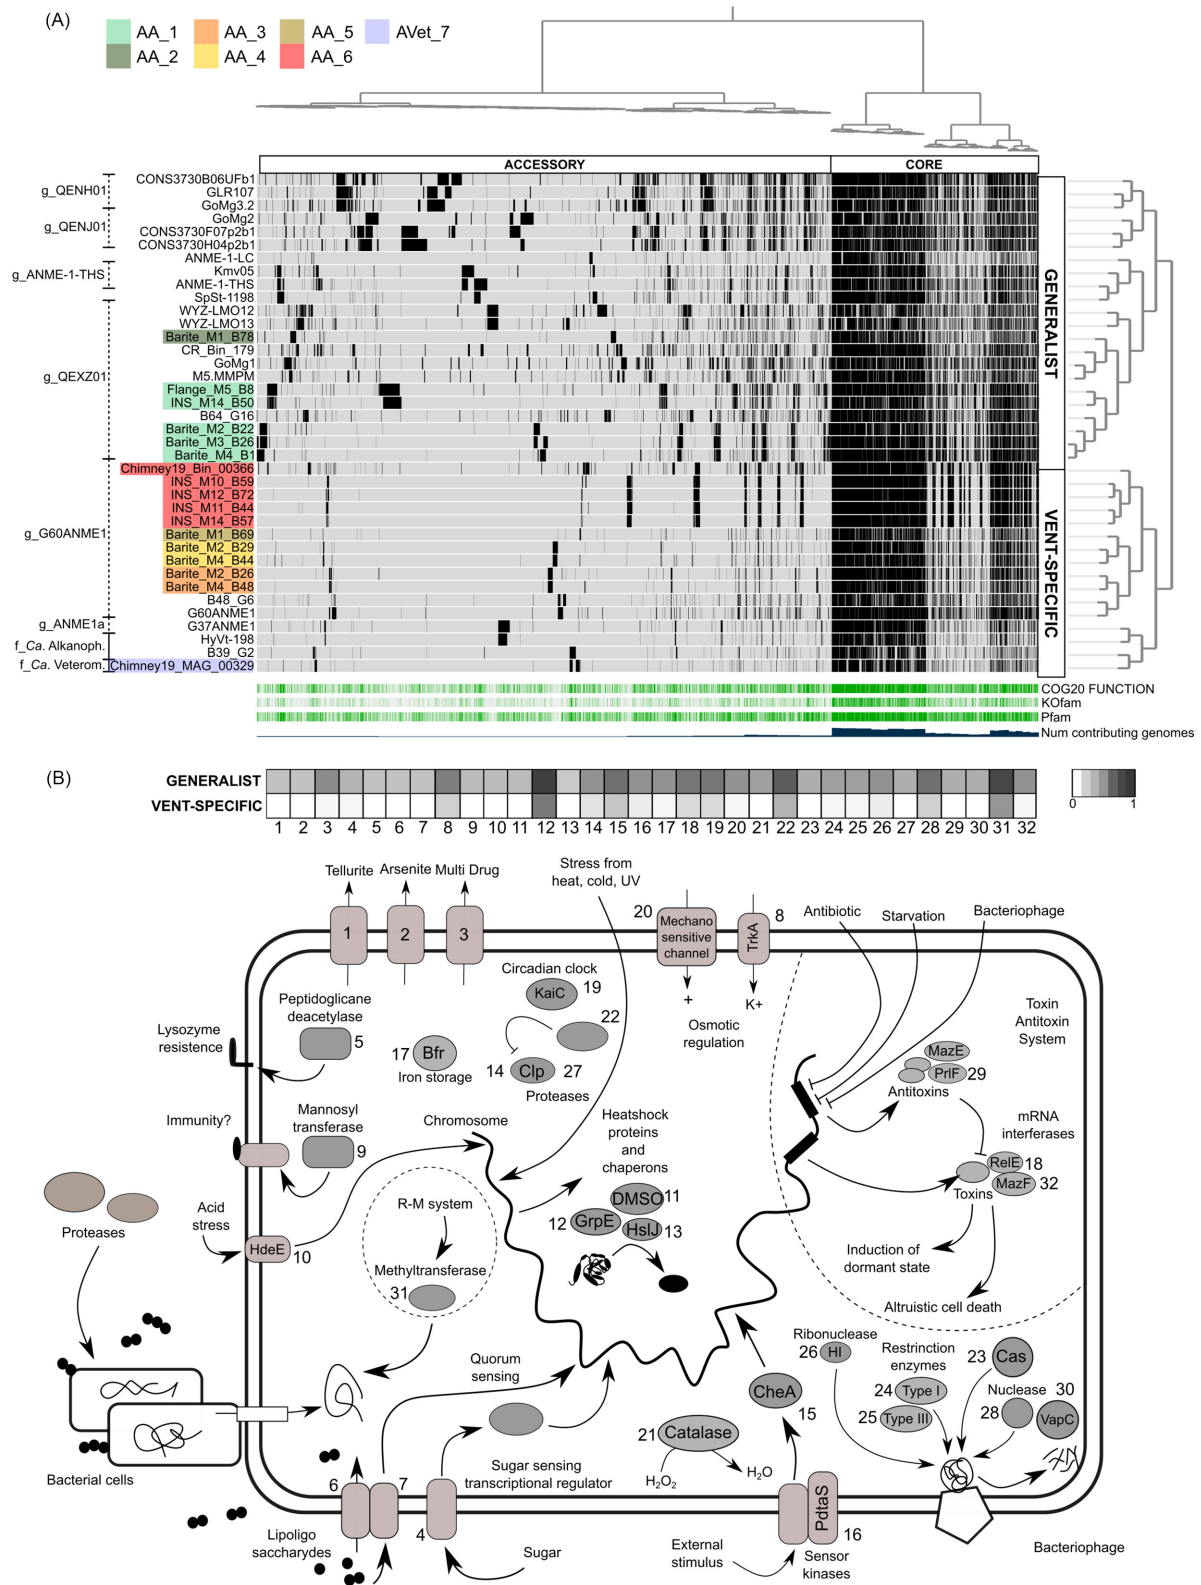 (A)
AA_1 AA_3 AA_5 AVet_7
AA_2 AA_4 AA_6
ACCESSORY CORE
g_QENH01
g_QENJ01
g_ANME-1-THS
g_QEXZ01
g_G60ANME1
g_ANME1a
f_Ca. Alkanoph.
f_Ca. Veterom.
CONS3730B06UFb1
GLR107
GoMg3.2
GoMg2
CONS3730F07p2b1
CONS3730H04p2b1
ANME-1-LC
Kmv05
ANME-1-THS
SpSt-1198
WYZ-LMO12
WYZ-LMO13
Barite_M1_B78
CR_Bin_179
GoMg1
M5.MMPM
Flange_M5_B8
INS_M14_B50
B64_G16
Barite_M2_B22
Barite_M3_B26
Barite_M4_B1
Chimney19_Bin_00366
INS_M10_B59
INS_M12_B72
INS_M11_B44
INS_M14_B57
Barite_M1_B69
Barite_M2_B29
Barite_M4_B44
Barite_M2_B26
Barite_M4_B48
B48_G6
G60ANME1
G37ANME1
HyVt-198
B39_G2
Chimney19_MAG_00329
GENERALIST
VENT-SPECIFIC
COG20 FUNCTION
KOfam
Pfam
Num contributing genomes
(B)
GENERALIST
VENT-SPECIFIC
1 2 3 4 5 6 7 8 9 10 11 12 13 14 15 16 17 18 19 20 21 22 23 24 25 26 27 28 29 30 31 32
0 1
Tellurite Arsenite Multi Drug
1 2 3
Stress from
heat, cold, UV
20
Mechano
sensitive
channel
+
8
TrkA
K+
Osmotic
regulation
Antibiotic
Starvation
Bacteriophage
Toxin
Antitoxin
System
Peptidoglicane
deacetylase
5
Lysozyme
resistence
17 Bfr
Iron storage
Circadian clock
KaiC 19
22
14 Clp 27
Proteases
MazE
PrlF 29
Antitoxins
mRNA
interferases
RelE 18
MazF 32
Toxins
Induction of
dormant state
Altruistic cell death
Immunity?
Mannosyl
transferase
9
Chromosome
Heatshock
proteins
and
chaperons
DMSO 11
12 GrpE
HslJ 13
Proteases
Acid
stress
HdeE
10
R-M system
Methyltransferase
31
Quorum
sensing
Sugar sensing
transcriptional regulator
CheA
15
21 Catalase
H2O2
H2O
Ribonuclease
26 HI
Restrinction
enzymes
24 Type I
25 Type III
23 Cas
Nuclease
28
30
VapC
Bacterial cells
6
7
4
Lipoligo
saccharydes
Sugar
External
stimulus
PdtaS
16
Sensor
kinases
Bacteriophage